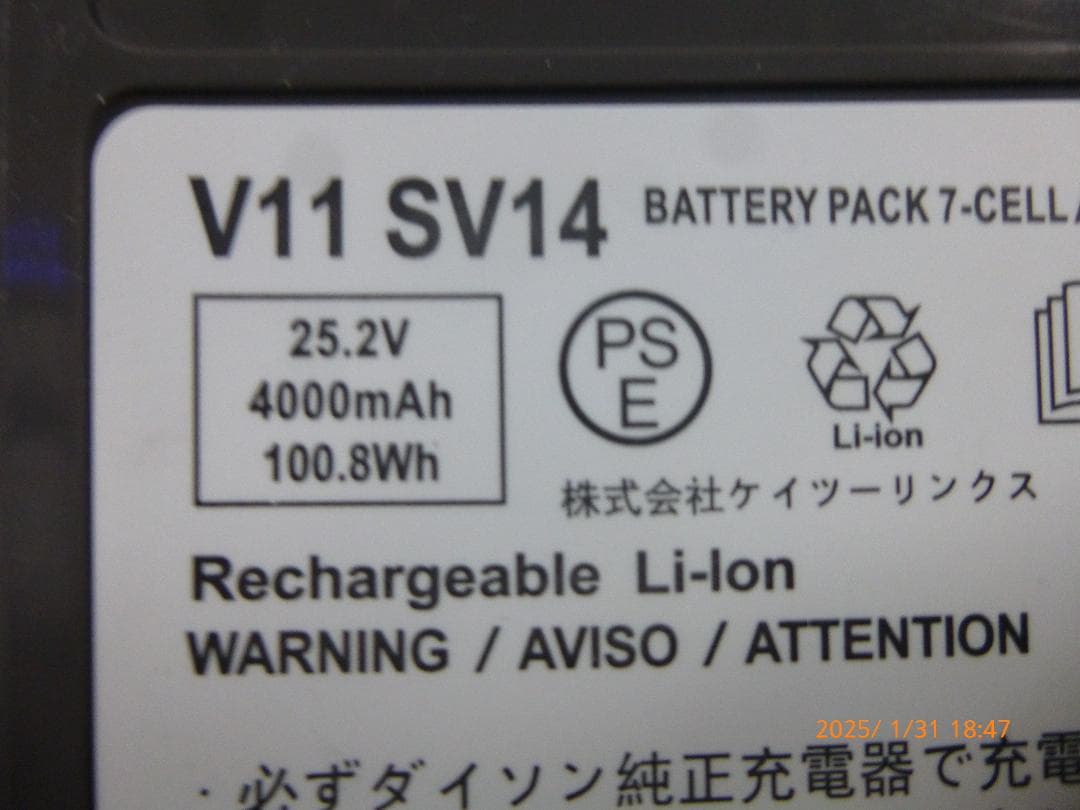 V11 SV14 BATTERY PACK 7-CELL
25.2V
4000mAh
100.8Wh
PS
E
Li-ion
株式会社ケイツーリンクス
Rechargeable Li-Ion
WARNING / AVISO / ATTENTION
2025/ 1/31 18:47
・必ずダイソン純正充電器で充電